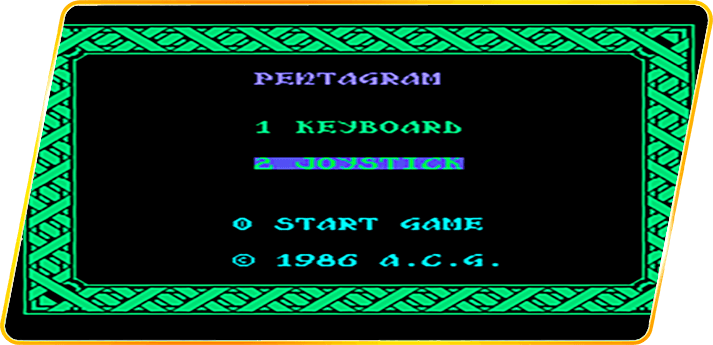 PENTAGRAM
1 KEYBOARD
2 JOYSTICK
0 START GAME
© 1986 A.C.G.